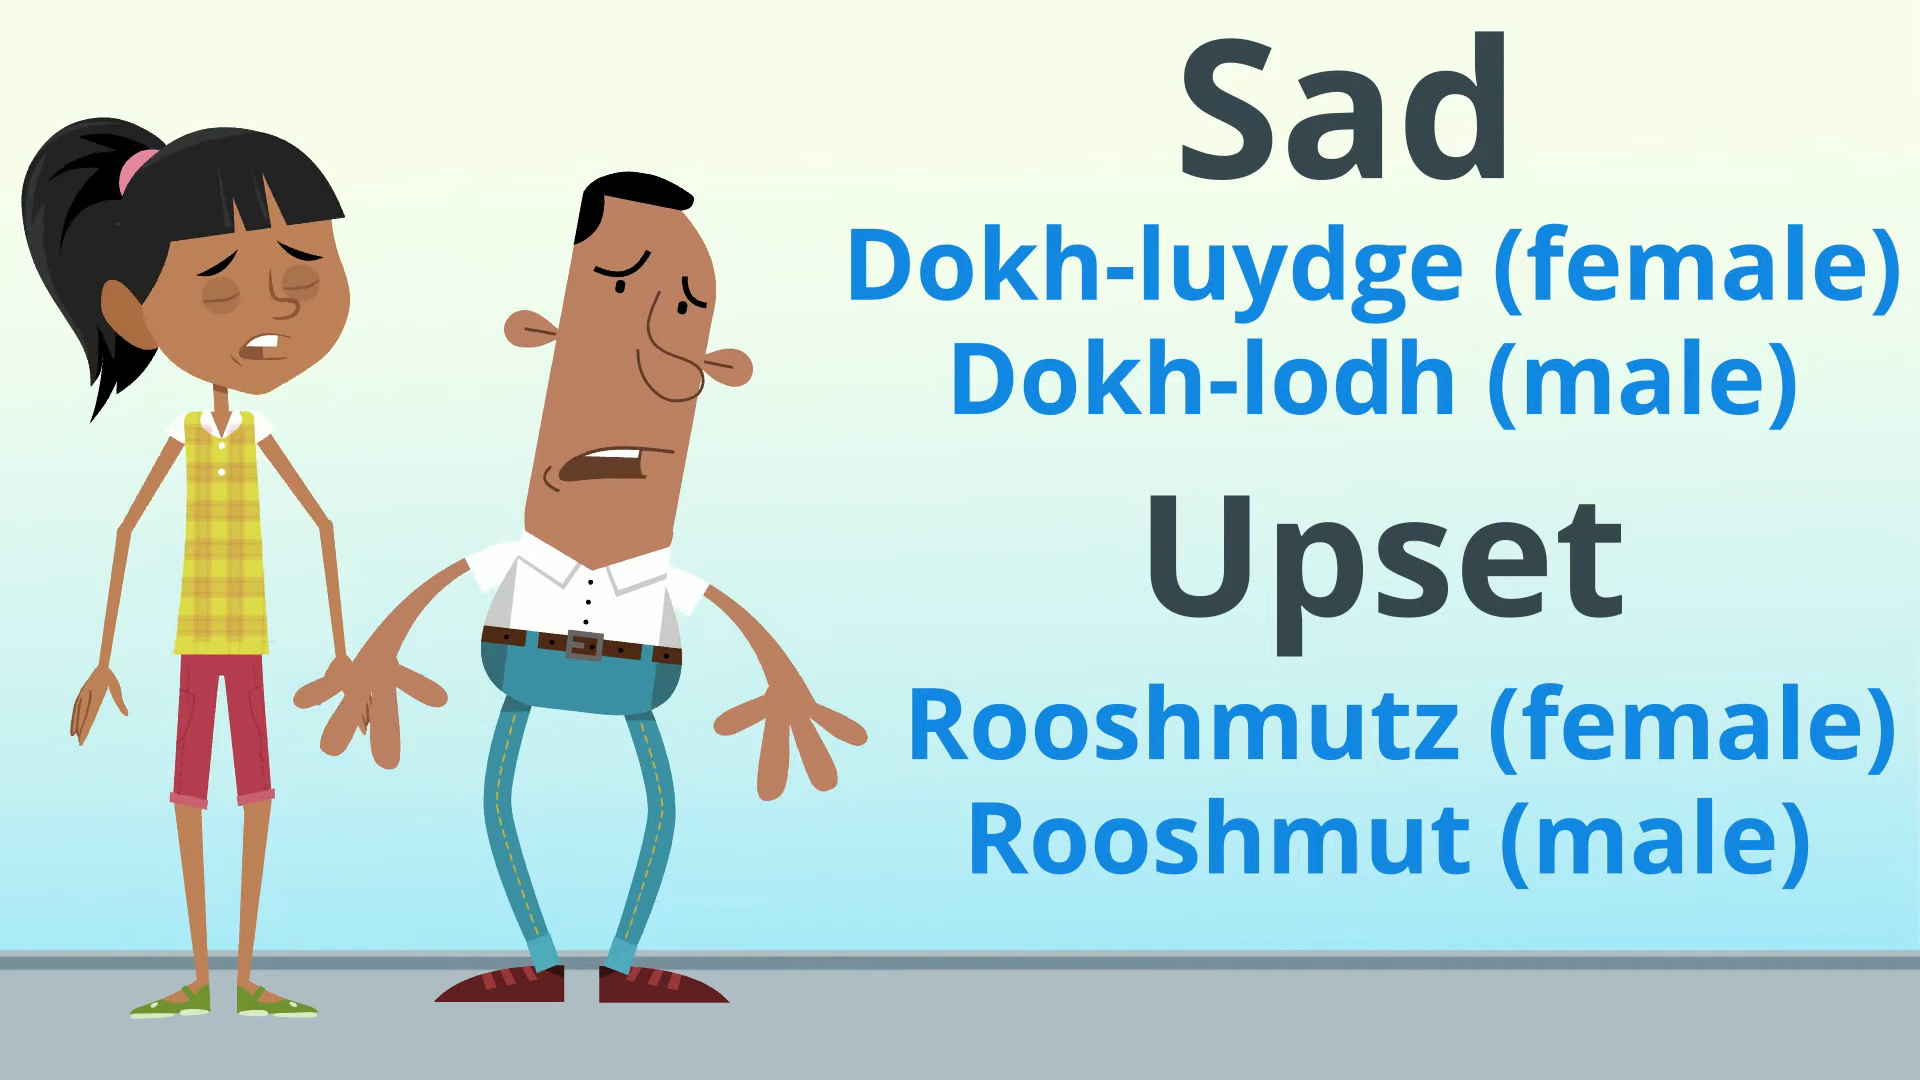 Sad
Dokh-luydge (female)
Dokh-lodh (male)
Upset
Rooshmutz (female)
Rooshmut (male)